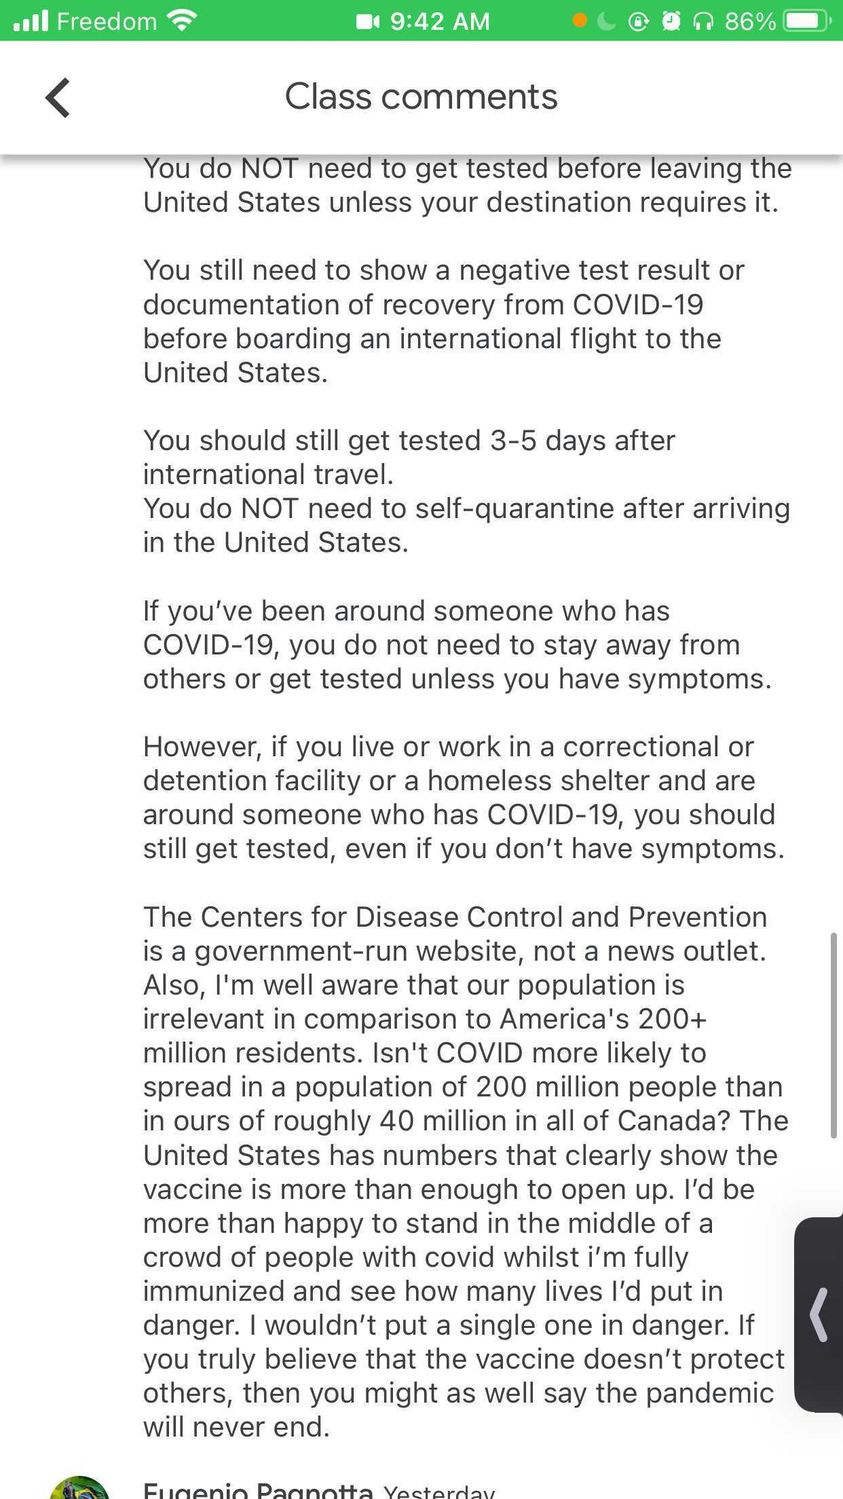 Freedom 9:42 AM 86%
Class comments
You do NOT need to get tested before leaving the
United States unless your destination requires it.
You still need to show a negative test result or
documentation of recovery from COVID-19
before boarding an international flight to the
United States.
You should still get tested 3-5 days after
international travel.
You do NOT need to self-quarantine after arriving
in the United States.
If you’ve been around someone who has
COVID-19, you do not need to stay away from
others or get tested unless you have symptoms.
However, if you live or work in a correctional or
detention facility or a homeless shelter and are
around someone who has COVID-19, you should
still get tested, even if you don’t have symptoms.
The Centers for Disease Control and Prevention
is a government-run website, not a news outlet.
Also, I'm well aware that our population is
irrelevant in comparison to America's 200+
million residents. Isn't COVID more likely to
spread in a population of 200 million people than
in ours of roughly 40 million in all of Canada? The
United States has numbers that clearly show the
vaccine is more than enough to open up. I’d be
more than happy to stand in the middle of a
crowd of people with covid whilst i’m fully
immunized and see how many lives I’d put in
danger. I wouldn’t put a single one in danger. If
you truly believe that the vaccine doesn’t protect
others, then you might as well say the pandemic
will never end.
Eugenio Pagnotta Yesterday